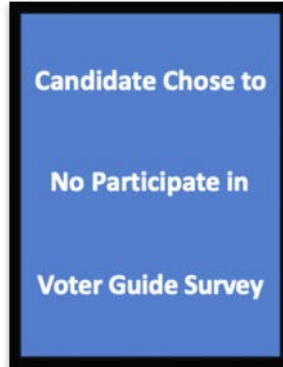 Candidate Chose to
No Participate in
Voter Guide Survey